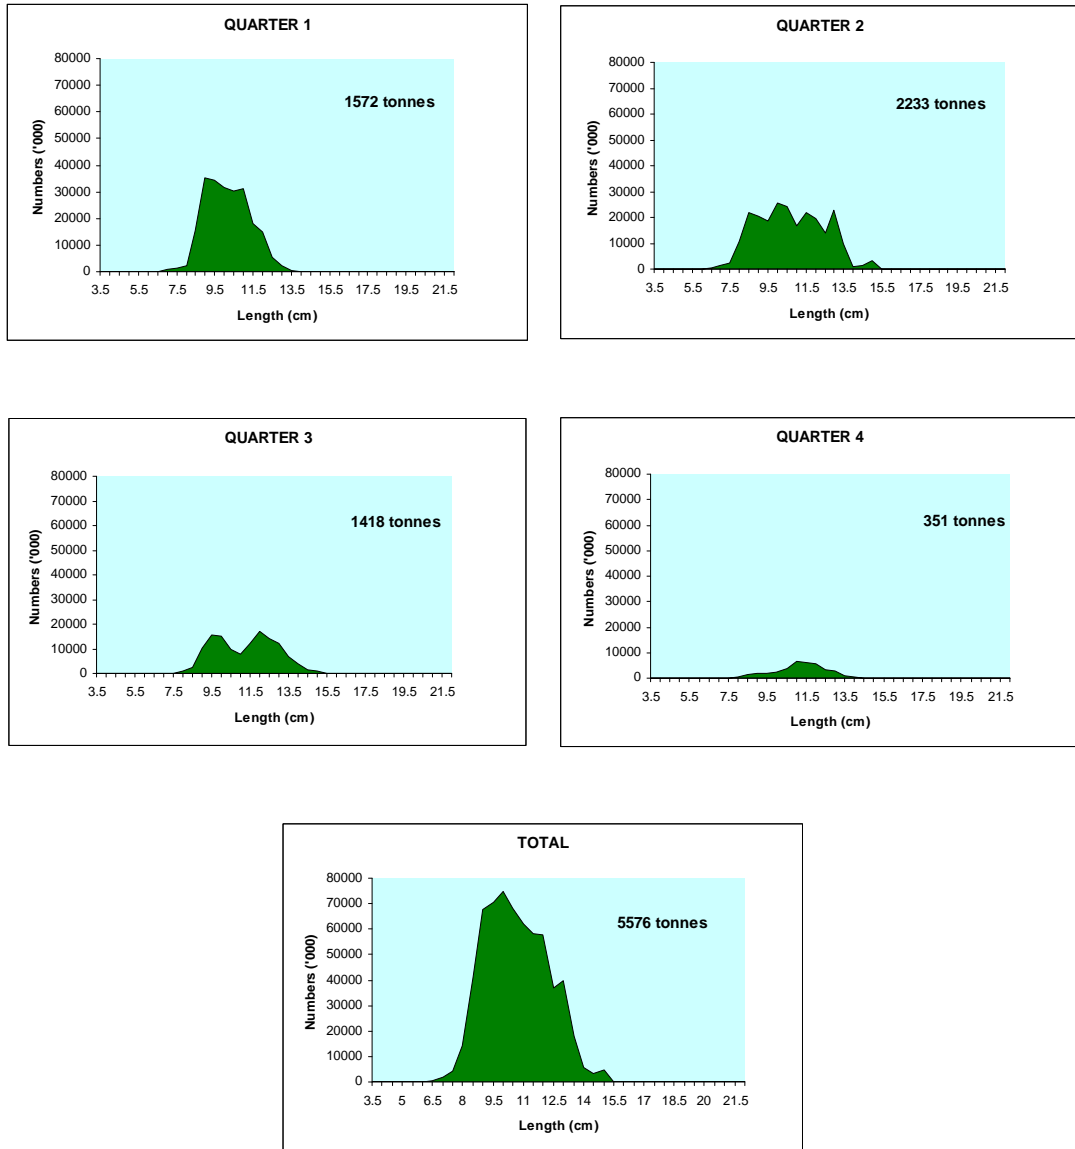 QUARTER 1
80000
70000
60000
50000
40000
30000
20000
10000
0
Numbers ('000)
1572 tonnes
3.5 5.5 7.5 9.5 11.5 13.5 15.5 17.5 19.5 21.5
Length (cm)
QUARTER 2
80000
70000
60000
50000
40000
30000
20000
10000
0
Numbers ('000)
2233 tonnes
3.5 5.5 7.5 9.5 11.5 13.5 15.5 17.5 19.5 21.5
Length (cm)
QUARTER 3
80000
70000
60000
50000
40000
30000
20000
10000
0
Numbers ('000)
1418 tonnes
3.5 5.5 7.5 9.5 11.5 13.5 15.5 17.5 19.5 21.5
Length (cm)
QUARTER 4
80000
70000
60000
50000
40000
30000
20000
10000
0
Numbers ('000)
351 tonnes
3.5 5.5 7.5 9.5 11.5 13.5 15.5 17.5 19.5 21.5
Length (cm)
TOTAL
80000
70000
60000
50000
40000
30000
20000
10000
0
Numbers ('000)
5576 tonnes
3.5 5 6.5 8 9.5 11 12.5 14 15.5 17 18.5 20 21.5
Length (cm)